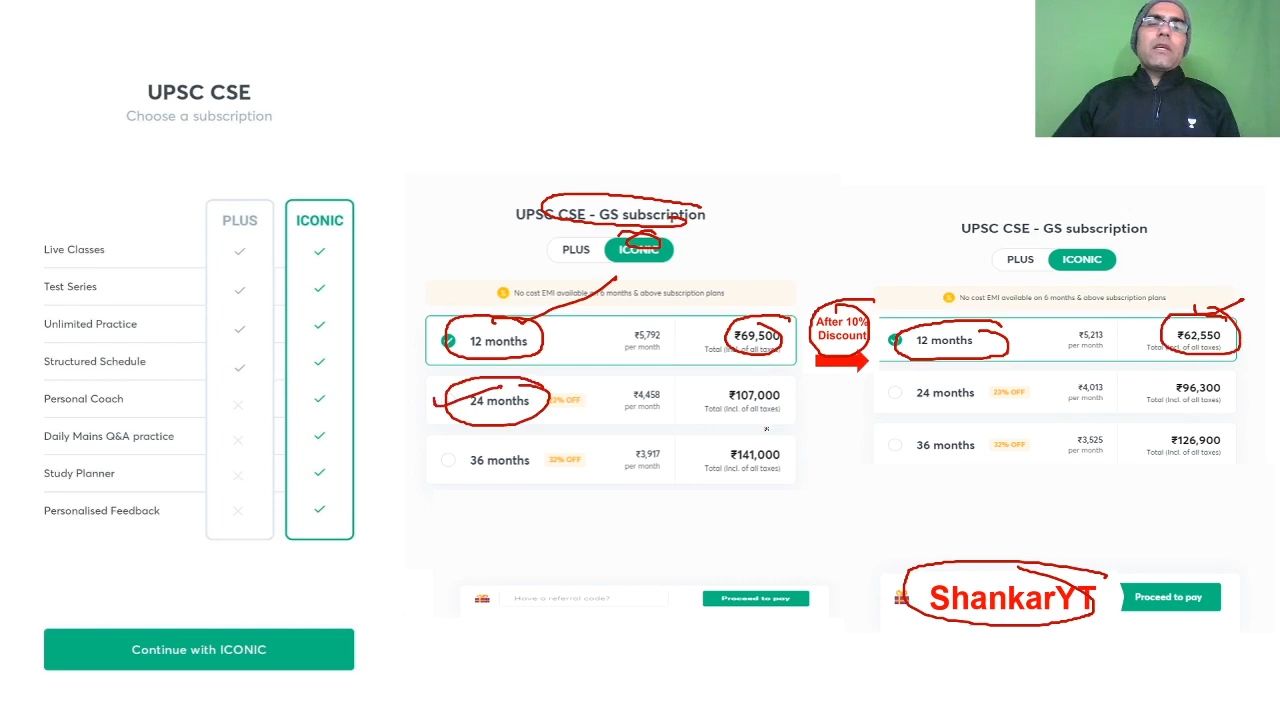 UPSC CSE
Choose a subscription
PLUS
ICONIC
Live Classes
Test Series
Unlimited Practice
Structured Schedule
Personal Coach
Daily Mains Q&A practice
Study Planner
Personalised Feedback
Continue with ICONIC
UPSC CSE - GS subscription
PLUS ICONIC
No cost EMI available on 6 months & above subscription plans
12 months ₹5,792 per month ₹69,500
Total (Incl. of all taxes)
24 months 23% OFF ₹4,458 per month ₹107,000
Total (Incl. of all taxes)
36 months 32% OFF ₹3,917 per month ₹141,000
Total (Incl. of all taxes)
Have a referral code?
Proceed to pay
After 10%
Discount
UPSC CSE - GS subscription
PLUS ICONIC
No cost EMI available on 6 months & above subscription plans
12 months ₹5,213 per month ₹62,550
Total (Incl. of all taxes)
24 months 23% OFF ₹4,013 per month ₹96,300
Total (Incl. of all taxes)
36 months 32% OFF ₹3,525 per month ₹126,900
Total (Incl. of all taxes)
ShankarYT
Proceed to pay